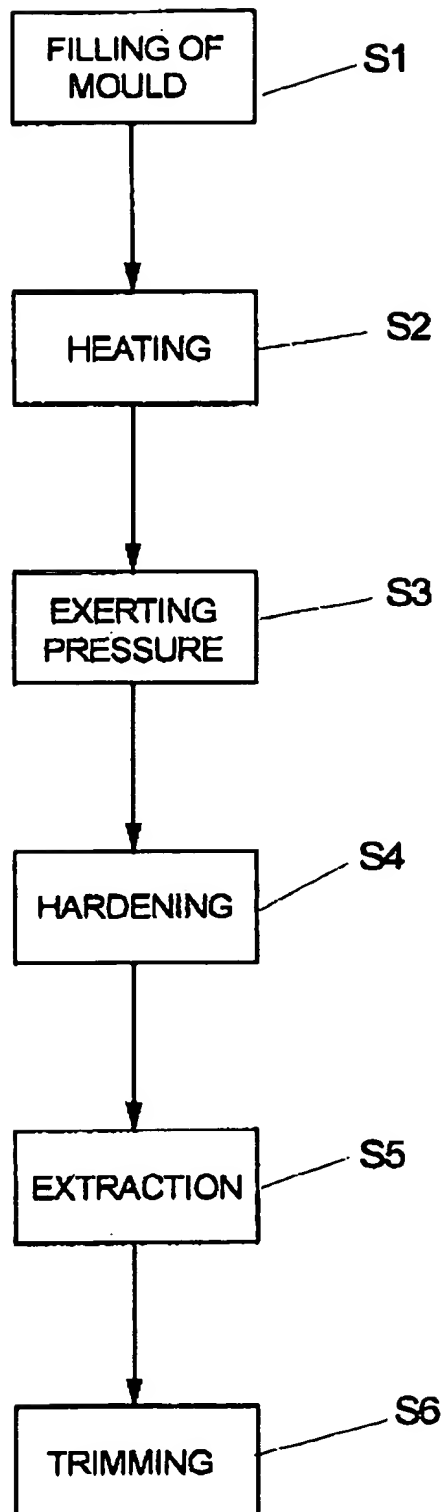 FILLING OF
MOULD
S1
HEATING
S2
EXERTING
PRESSURE
S3
HARDENING
S4
EXTRACTION
S5
TRIMMING
S6